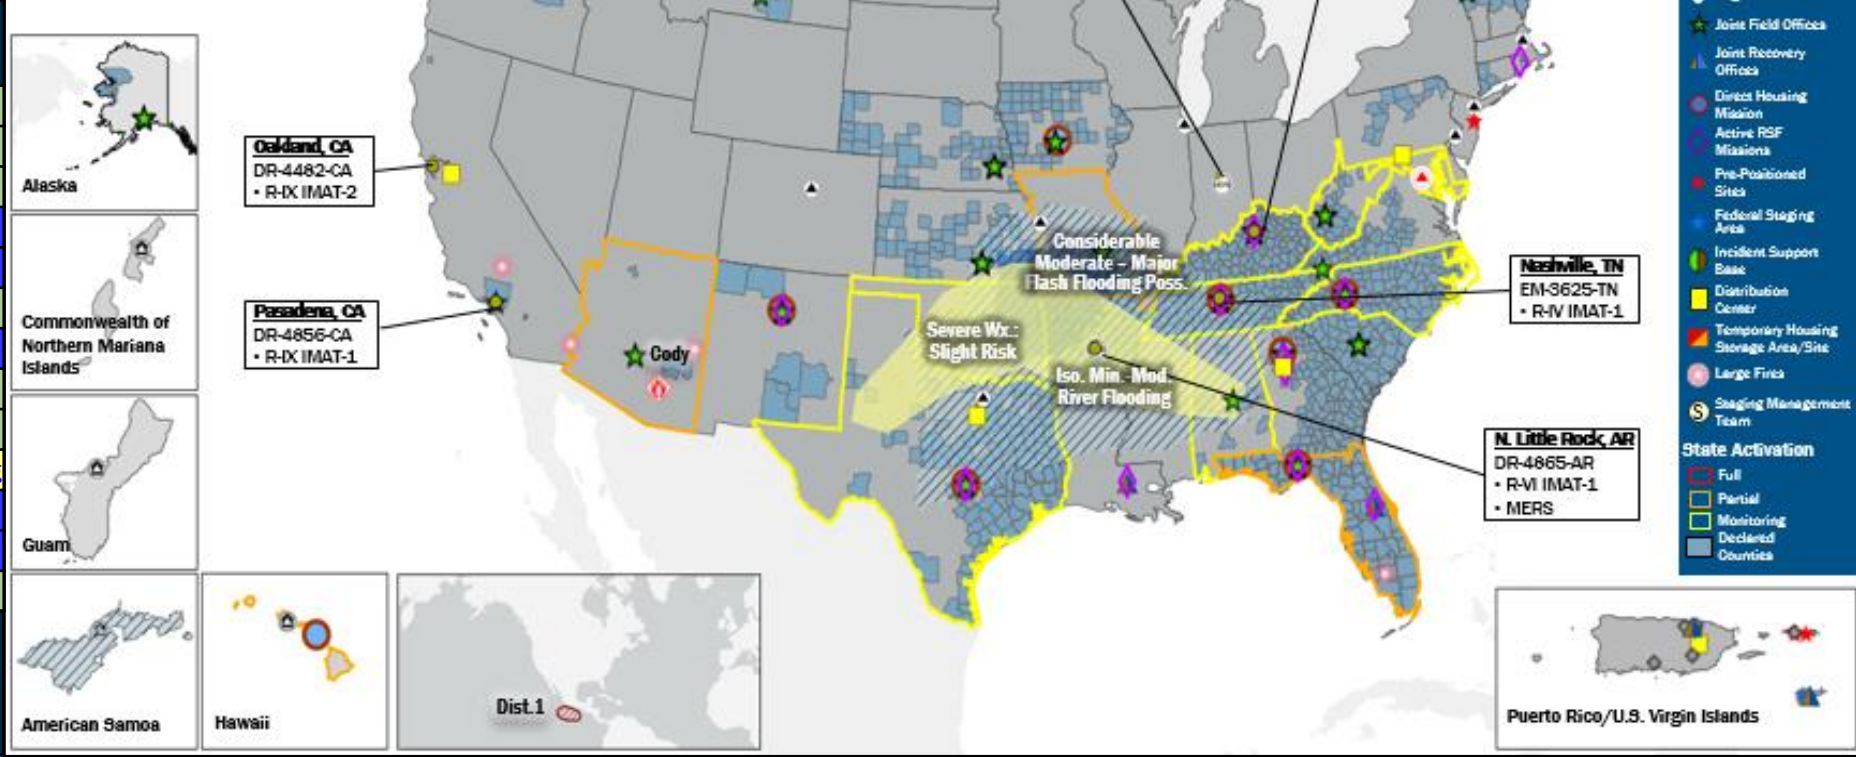 Alaska
Commonwealth of
Northern Mariana
Islands
Guam
American Samoa
Hawaii
Dist.1
Oakland, CA
DR-4482-CA
• R-IX IMAT-2
Pasadena, CA
DR-4856-CA
• R-IX IMAT-1
Cody
Considerable
Moderate – Major
Flash Flooding Poss.
Severe Wx.:
Slight Risk
Iso. Min.-Mod.
River Flooding
Nashville, TN
EM-3625-TN
• R-IV IMAT-1
N. Little Rock, AR
DR-4865-AR
• R-VI IMAT-1
• MERS
Puerto Rico/U.S. Virgin Islands
Joint Field Offices
Joint Recovery
Offices
Direct Housing
Mission
Active RSF
Missions
Pre-Positioned
Sites
Federal Staging
Area
Incident Support
Base
Distribution
Center
Temporary Housing
Storage Area/Site
Large Fires
S
Staging Management
Team
State Activation
Full
Partial
Monitoring
Declared
Counties